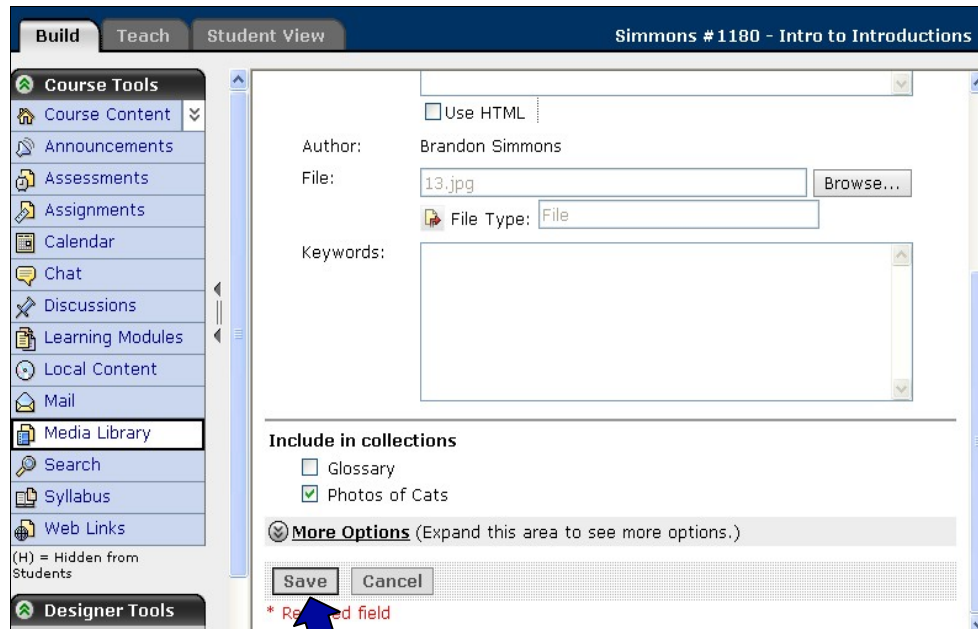 Build Teach Student View Simmons #1180 - Intro to Introductions
Course Tools
Course Content
Announcements
Assessments
Assignments
Calendar
Chat
Discussions
Learning Modules
Local Content
Mail
Media Library
Search
Syllabus
Web Links
(H) = Hidden from
Students
Designer Tools
Use HTML
Author: Brandon Simmons
File: 13.jpg Browse...
File Type: File
Keywords:
Include in collections
Glossary
Photos of Cats
More Options (Expand this area to see more options.)
Save Cancel
* Required field